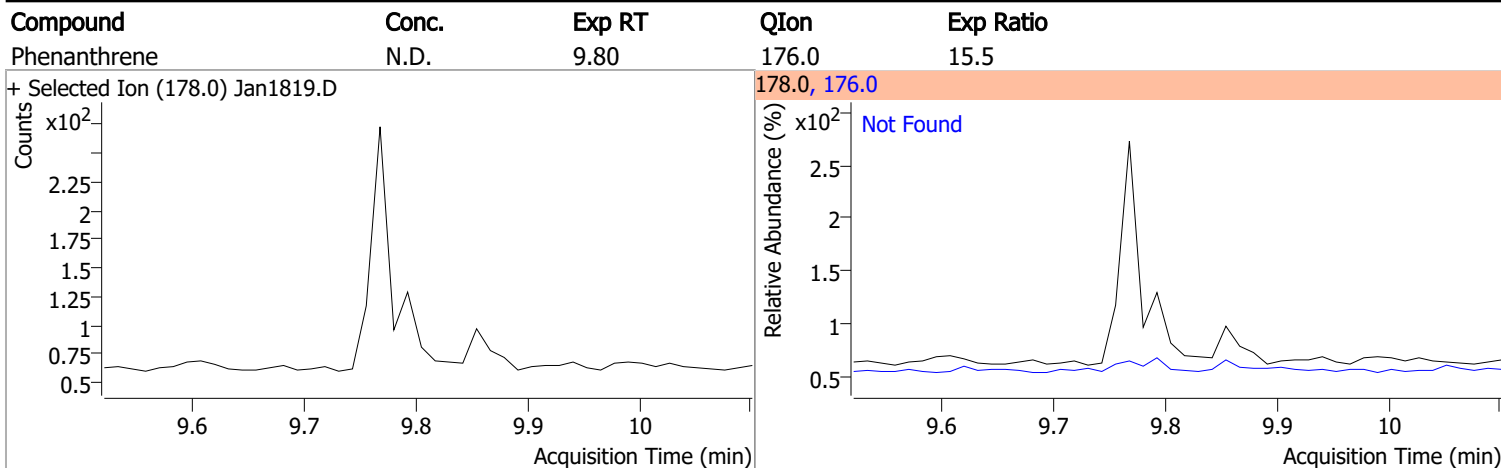 Compound Conc. Exp RT QIon Exp Ratio
Phenanthrene N.D. 9.80 176.0 15.5
+ Selected Ion (178.0) Jan1819.D
Counts
x10²
2.25
2
1.75
1.5
1.25
1
0.75
0.5
9.6 9.7 9.8 9.9 10
Acquisition Time (min)
178.0, 176.0
Relative Abundance (%)
x10²
Not Found
2.5
2
1.5
1
0.5
9.6 9.7 9.8 9.9 10
Acquisition Time (min)